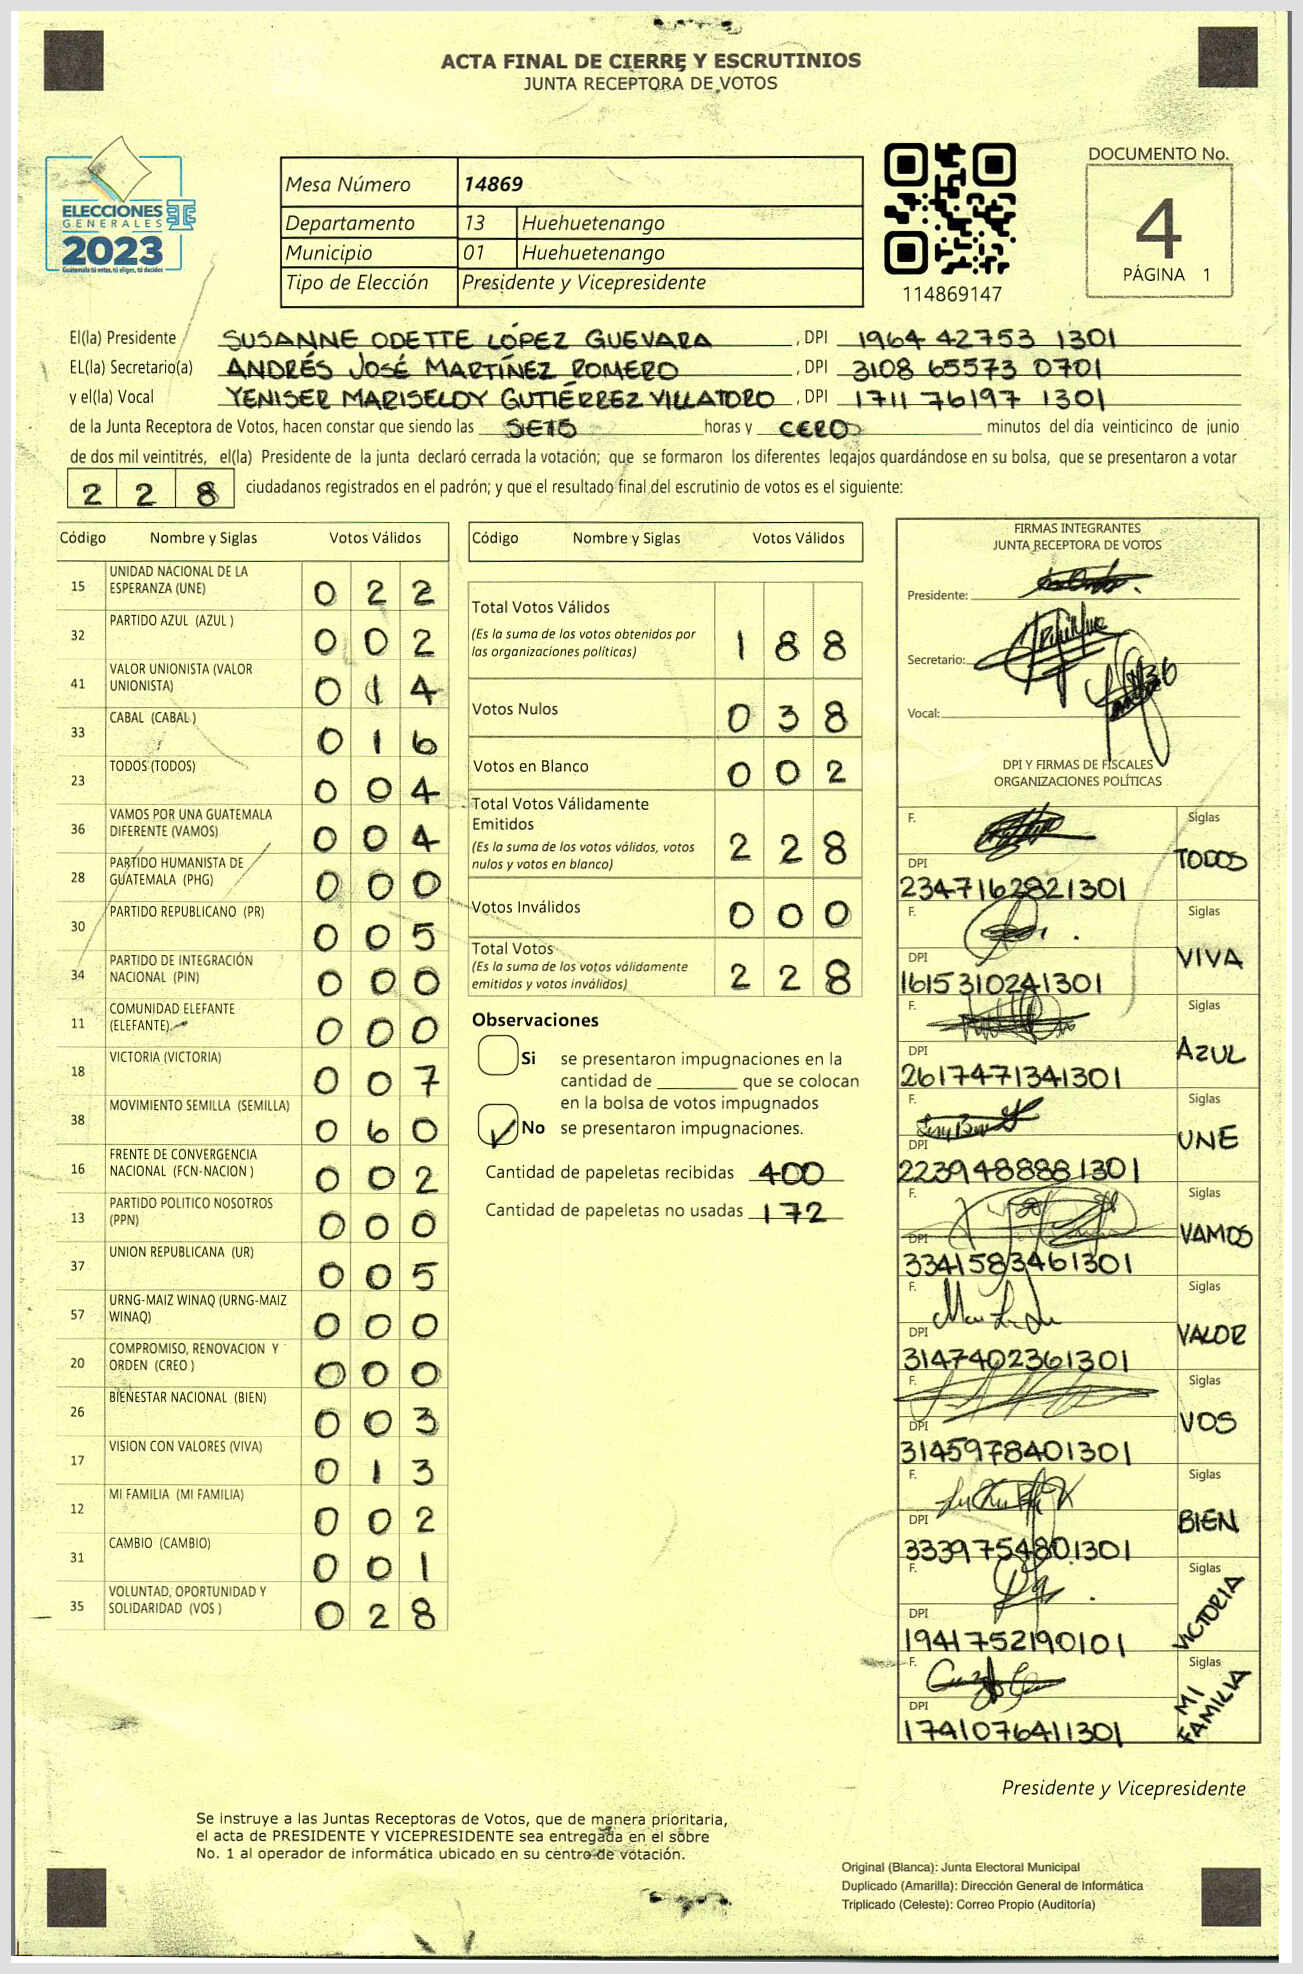 ACTA FINAL DE CIERRE Y ESCRUTINIOS
JUNTA RECEPTORA DE VOTOS
ELECCIONES
GENERALES
2023
Guatemala tú votas, tú eliges, tú decides
Mesa Número 14869
Departamento 13 Huehuetenango
Municipio 01 Huehuetenango
Tipo de Elección Presidente y Vicepresidente
114869147
DOCUMENTO No.
4
PÁGINA 1
El(la) Presidente SUSANNE ODETTE LÓPEZ GUEVARA , DPI 1964 42753 1301
EL(la) Secretario(a) ANDRÉS JOSÉ MARTÍNEZ ROMERO , DPI 3108 65573 0701
y el(la) Vocal YENISER MARISELDY GUTIÉRREZ VILLATORO , DPI 1711 76197 1301
de la Junta Receptora de Votos, hacen constar que siendo las SEIS horas y CERO minutos del día veinticinco de junio
de dos mil veintitrés, el(la) Presidente de la junta declaró cerrada la votación; que se formaron los diferentes legajos guardándose en su bolsa, que se presentaron a votar
228 ciudadanos registrados en el padrón; y que el resultado final del escrutinio de votos es el siguiente:
Código Nombre y Siglas Votos Válidos
15 UNIDAD NACIONAL DE LA ESPERANZA (UNE) 0 2 2
32 PARTIDO AZUL (AZUL ) 0 0 2
41 VALOR UNIONISTA (VALOR UNIONISTA) 0 1 4
33 CABAL (CABAL ) 0 1 6
23 TODOS (TODOS) 0 0 4
36 VAMOS POR UNA GUATEMALA DIFERENTE (VAMOS) 0 0 4
28 PARTIDO HUMANISTA DE GUATEMALA (PHG) 0 0 0
30 PARTIDO REPUBLICANO (PR) 0 0 5
34 PARTIDO DE INTEGRACIÓN NACIONAL (PIN) 0 0 0
11 COMUNIDAD ELEFANTE (ELEFANTE) 0 0 0
18 VICTORIA (VICTORIA) 0 0 7
38 MOVIMIENTO SEMILLA (SEMILLA) 0 6 0
16 FRENTE DE CONVERGENCIA NACIONAL (FCN-NACION ) 0 0 2
13 PARTIDO POLITICO NOSOTROS (PPN) 0 0 0
37 UNION REPUBLICANA (UR) 0 0 5
57 URNG-MAIZ WINAQ (URNG-MAIZ WINAQ) 0 0 0
20 COMPROMISO, RENOVACION Y ORDEN (CREO ) 0 0 0
26 BIENESTAR NACIONAL (BIEN) 0 0 3
17 VISION CON VALORES (VIVA) 0 1 3
12 MI FAMILIA (MI FAMILIA) 0 0 2
31 CAMBIO (CAMBIO) 0 0 1
35 VOLUNTAD, OPORTUNIDAD Y SOLIDARIDAD (VOS ) 0 2 8
Código Nombre y Siglas Votos Válidos
Total Votos Válidos 1 8 8
(Es la suma de los votos obtenidos por
las organizaciones políticas)
Votos Nulos 0 3 8
Votos en Blanco 0 0 2
Total Votos Válidamente
Emitidos 2 2 8
(Es la suma de los votos válidos, votos
nulos y votos en blanco)
Votos Inválidos 0 0 0
Total Votos 2 2 8
(Es la suma de los votos válidamente
emitidos y votos inválidos)
Observaciones
Si se presentaron impugnaciones en la
cantidad de ________ que se colocan
en la bolsa de votos impugnados
No se presentaron impugnaciones.
Cantidad de papeletas recibidas 400
Cantidad de papeletas no usadas 172
FIRMAS INTEGRANTES
JUNTA RECEPTORA DE VOTOS
Presidente:
Secretario:
Vocal:
DPI Y FIRMAS DE FISCALES
ORGANIZACIONES POLÍTICAS
F. Siglas
TODOS
DPI
2347162821301
F. Siglas
VIVA
DPI
1615310241301
F. Siglas
AZUL
DPI
2617471341301
F. Siglas
UNE
DPI
2239488881301
F. Siglas
VAMOS
DPI
3341583461301
F. Siglas
VALOR
DPI
3147402361301
F. Siglas
VOS
DPI
3145978401301
F. Siglas
BIEN
DPI
3339754801301
F. Siglas
VICTORIA
DPI
1941752190101
F. Siglas
MI FAMILIA
DPI
1741076411301
Presidente y Vicepresidente
Se instruye a las Juntas Receptoras de Votos, que de manera prioritaria,
el acta de PRESIDENTE Y VICEPRESIDENTE sea entregada en el sobre
No. 1 al operador de informática ubicado en su centro de votación.
Original (Blanca): Junta Electoral Municipal
Duplicado (Amarilla): Dirección General de Informática
Triplicado (Celeste): Correo Propio (Auditoría)